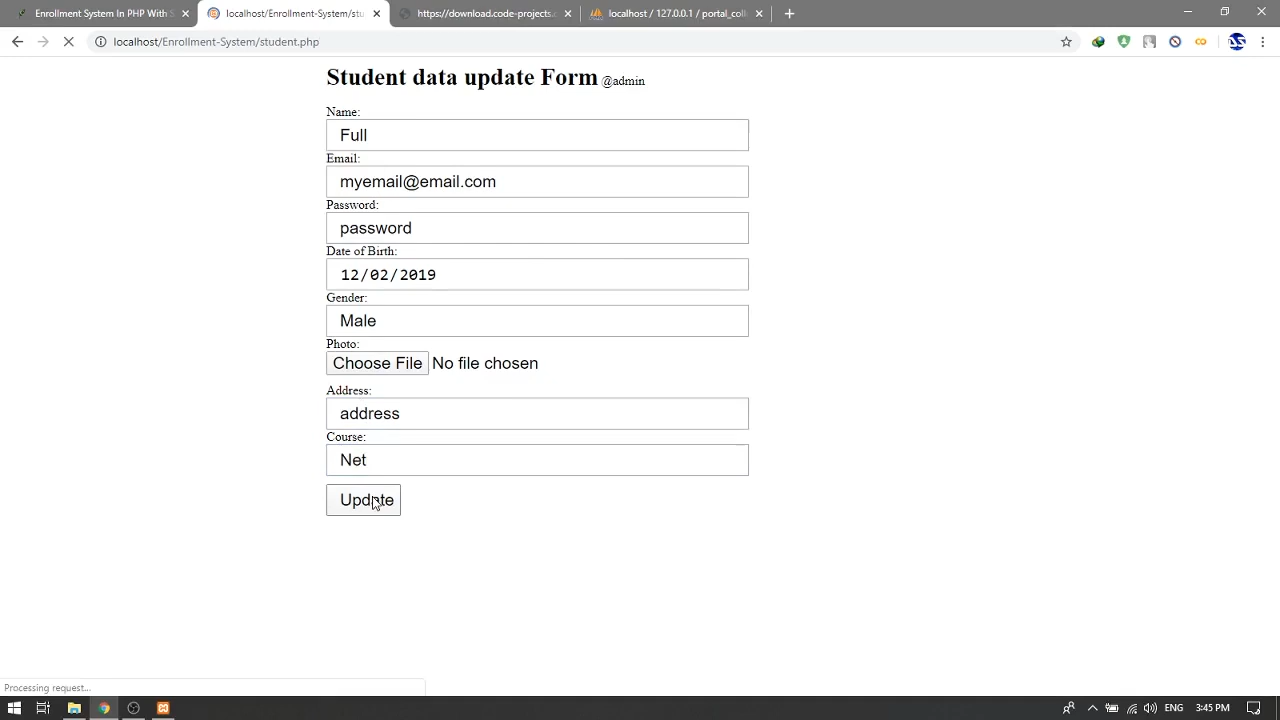 Enrollment System In PHP With S
localhost/Enrollment-System/stu
https://download.code-projects.
localhost / 127.0.0.1 / portal_coll
localhost/Enrollment-System/student.php
Student data update Form @admin
Name:
Full
Email:
myemail@email.com
Password:
password
Date of Birth:
12/02/2019
Gender:
Male
Photo:
Choose File No file chosen
Address:
address
Course:
Net
Update
Processing request...
ENG 3:45 PM